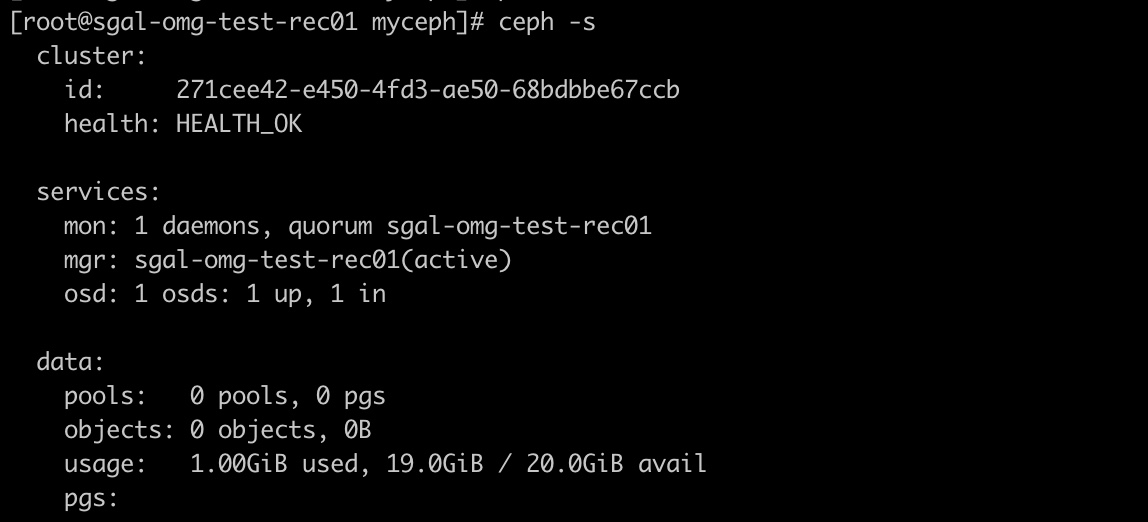 [root@sgal-omg-test-rec01 myceph]# ceph -s
  cluster:
    id:     271cee42-e450-4fd3-ae50-68bdbbe67ccb
    health: HEALTH_OK

  services:
    mon: 1 daemons, quorum sgal-omg-test-rec01
    mgr: sgal-omg-test-rec01(active)
    osd: 1 osds: 1 up, 1 in

  data:
    pools:   0 pools, 0 pgs
    objects: 0 objects, 0B
    usage:   1.00GiB used, 19.0GiB / 20.0GiB avail
    pgs: